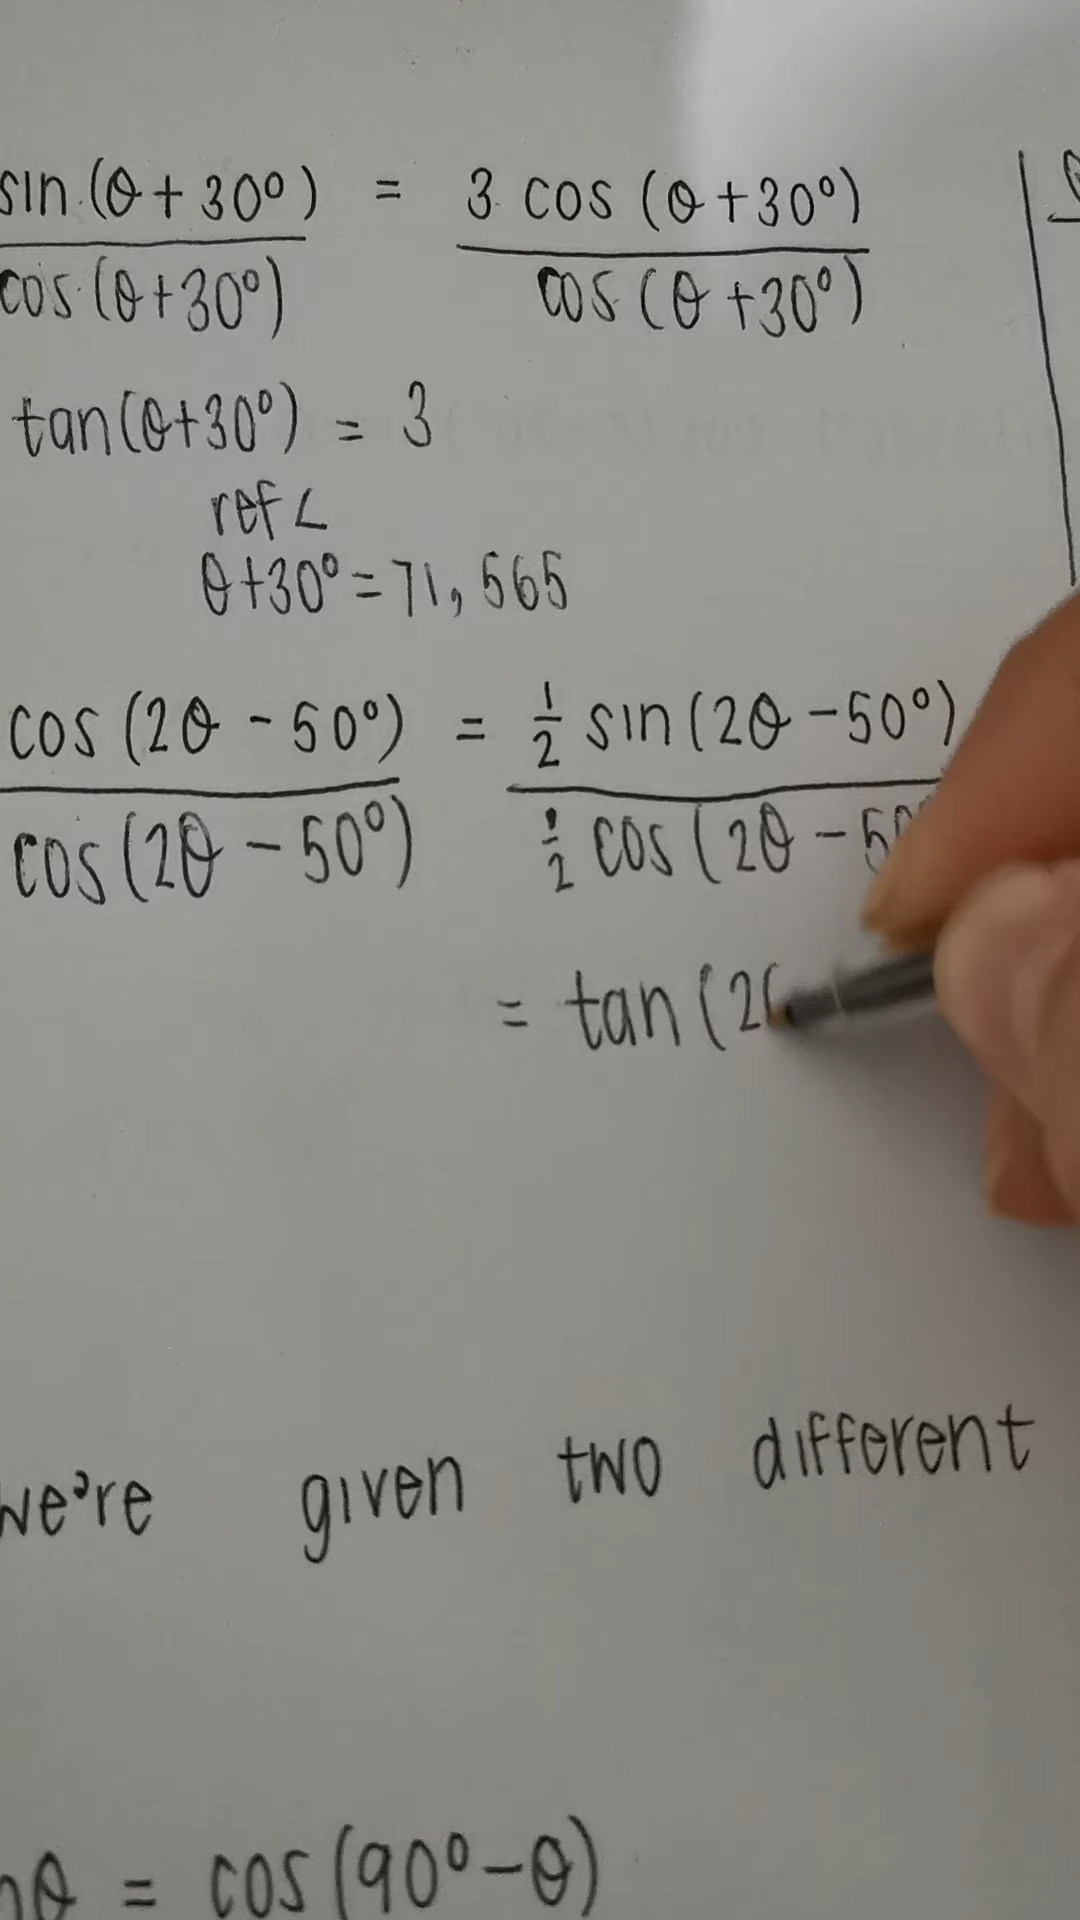 sin (θ + 30°) = 3 cos (θ + 30°)
cos (θ + 30°) cos (θ + 30°)
tan (θ + 30°) = 3
ref <
θ + 30° = 71,565
cos (2θ - 50°) = 1/2 sin (2θ - 50°)
cos (2θ - 50°) 1/2 cos (2θ - 5
= tan (2
we're given two different
θ = cos (90° - θ)